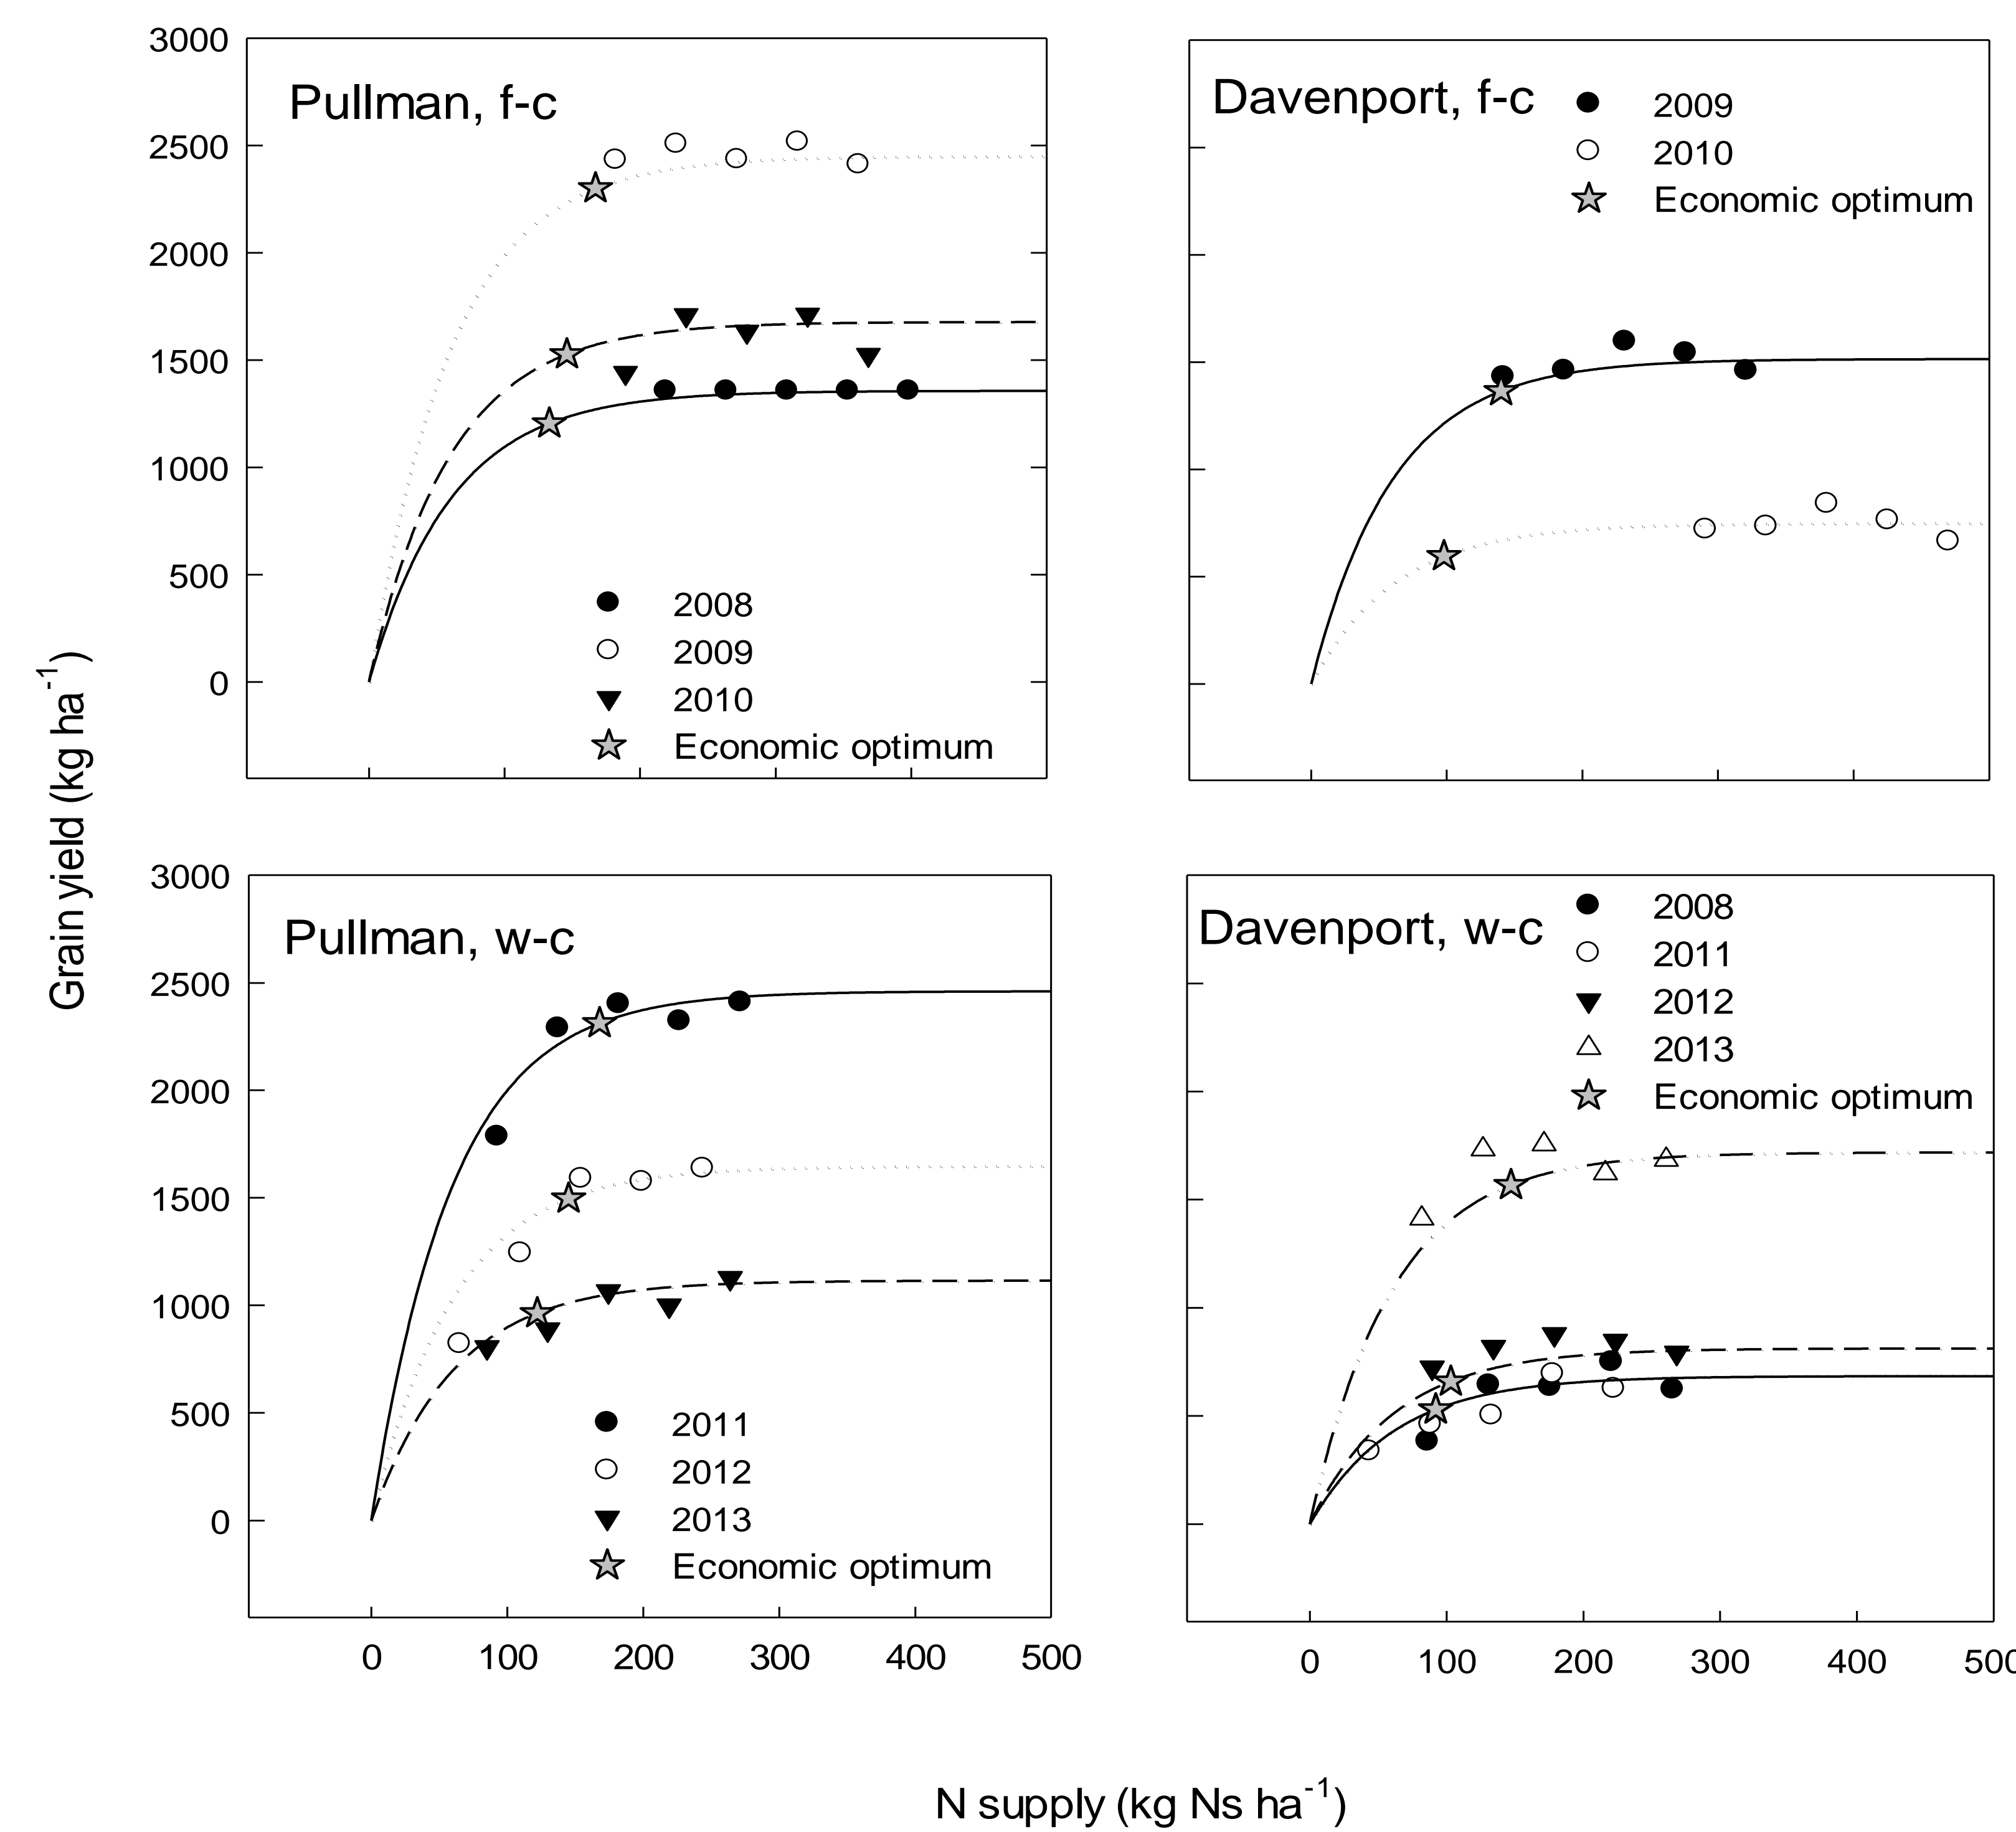 Grain yield (kg ha-1)
3000
2500
2000
1500
1000
500
0
Pullman, f-c
2008
2009
2010
Economic optimum
Davenport, f-c
2009
2010
Economic optimum
3000
2500
2000
1500
1000
500
0
Pullman, w-c
2011
2012
2013
Economic optimum
0 100 200 300 400 500
Davenport, w-c
2008
2011
2012
2013
Economic optimum
0 100 200 300 400 500
N supply (kg Ns ha-1)